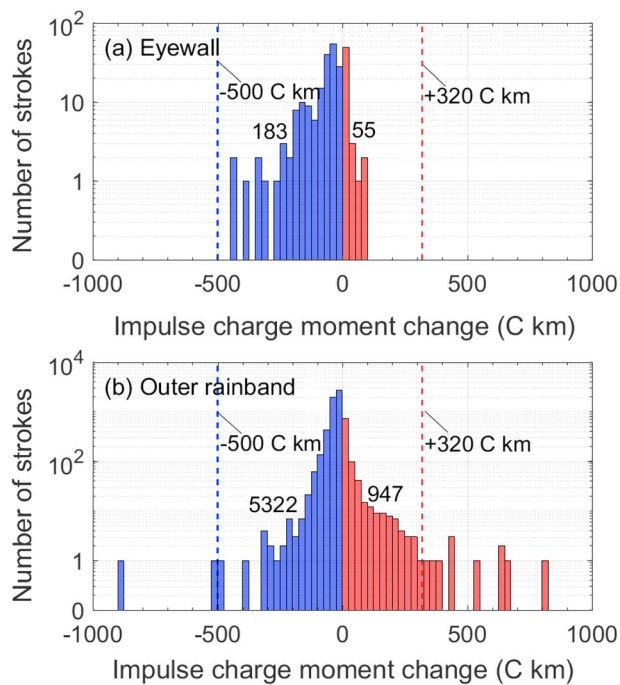 (a) Eyewall
-500 C km
+320 C km
183
55
Number of strokes
10²
10
1
0
-1000
-500
0
500
1000
Impulse charge moment change (C km)
(b) Outer rainband
-500 C km
+320 C km
5322
947
Number of strokes
10⁴
10²
1
0
-1000
-500
0
500
1000
Impulse charge moment change (C km)